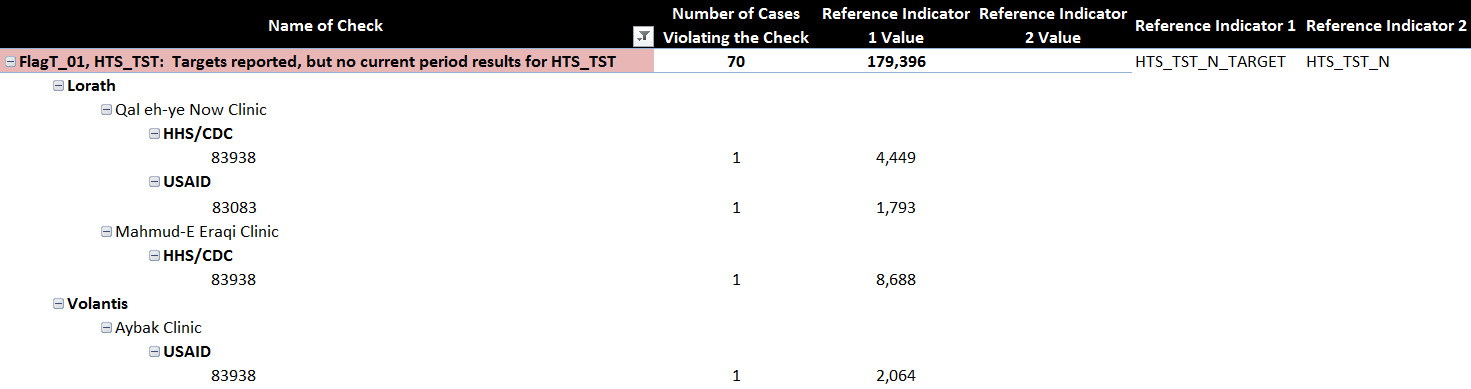 Name of Check Number of Cases Violating the Check Reference Indicator 1 Value Reference Indicator 2 Value Reference Indicator 1 Reference Indicator 2
FlagT_01, HTS_TST: Targets reported, but no current period results for HTS_TST 70 179,396 HTS_TST_N_TARGET HTS_TST_N
Lorath
Qal eh-ye Now Clinic
HHS/CDC
83938 1 4,449
USAID
83083 1 1,793
Mahmud-E Eraqi Clinic
HHS/CDC
83938 1 8,688
Volantis
Aybak Clinic
USAID
83938 1 2,064